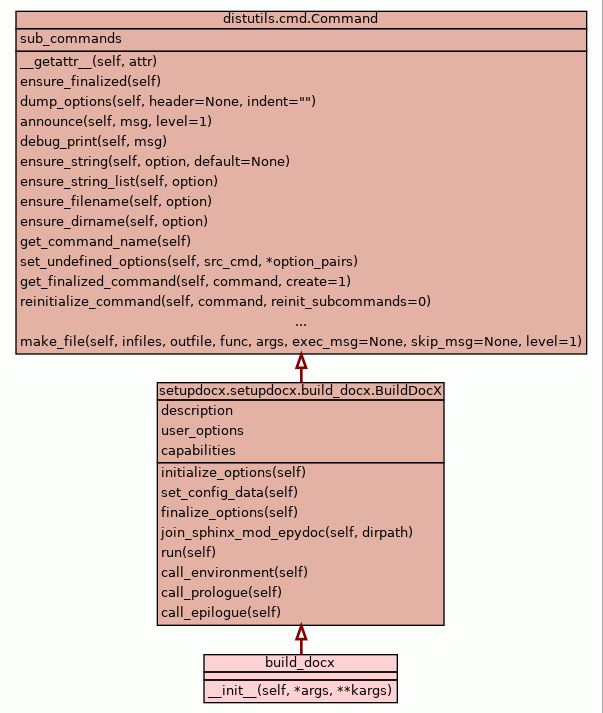 distutils.cmd.Command
sub_commands
__getattr__(self, attr)
ensure_finalized(self)
dump_options(self, header=None, indent="")
announce(self, msg, level=1)
debug_print(self, msg)
ensure_string(self, option, default=None)
ensure_string_list(self, option)
ensure_filename(self, option)
ensure_dirname(self, option)
get_command_name(self)
set_undefined_options(self, src_cmd, *option_pairs)
get_finalized_command(self, command, create=1)
reinitialize_command(self, command, reinit_subcommands=0)
...
make_file(self, infiles, outfile, func, args, exec_msg=None, skip_msg=None, level=1)
setupdocx.setupdocx.build_docx.BuildDocX
description
user_options
capabilities
initialize_options(self)
set_config_data(self)
finalize_options(self)
join_sphinx_mod_epydoc(self, dirpath)
run(self)
call_environment(self)
call_prologue(self)
call_epilogue(self)
build_docx
__init__(self, *args, **kargs)